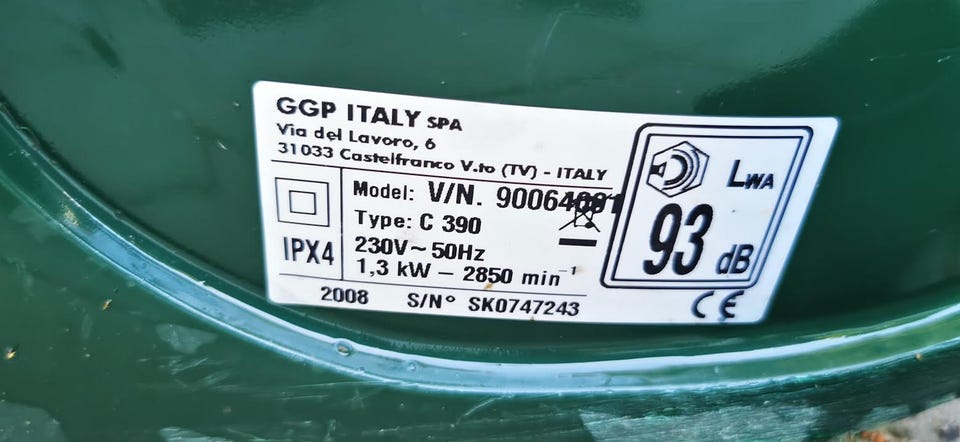 GGP ITALY SPA
Via del Lavoro, 6
31033 Castelfranco V.to (TV) - ITALY
Model: V/N.
Type: C 390
IPX4
230V~50Hz
1,3 kW – 2850 min⁻¹
2008 S/N° SK0747243
LWA
93 dB
CE